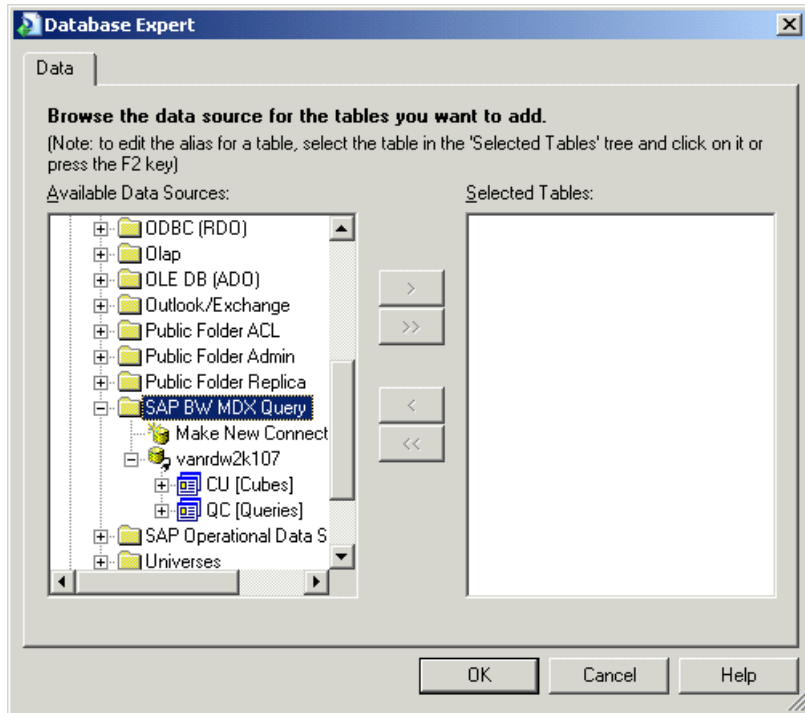 Database Expert
Data
Browse the data source for the tables you want to add.
(Note: to edit the alias for a table, select the table in the 'Selected Tables' tree and click on it or
press the F2 key)
Available Data Sources:
Selected Tables:
ODBC (RDO)
Olap
OLE DB (ADO)
Outlook/Exchange
Public Folder ACL
Public Folder Admin
Public Folder Replica
SAP BW MDX Query
Make New Connect
vanrdw2k107
CU [Cubes]
QC [Queries]
SAP Operational Data S
Universes
>
>>
<
<<
OK
Cancel
Help